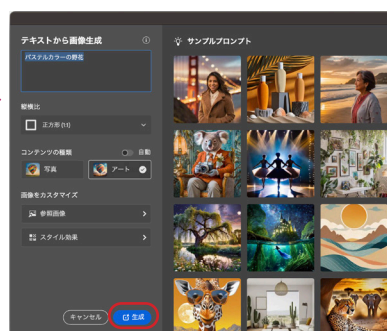 テキストから画像生成
パステルカラーの野花
縦横比
正方形 (1:1)
コンテンツの種類
自動
写真
アート
画像をカスタマイズ
参照画像
スタイル効果
キャンセル
生成
サンプルプロンプト